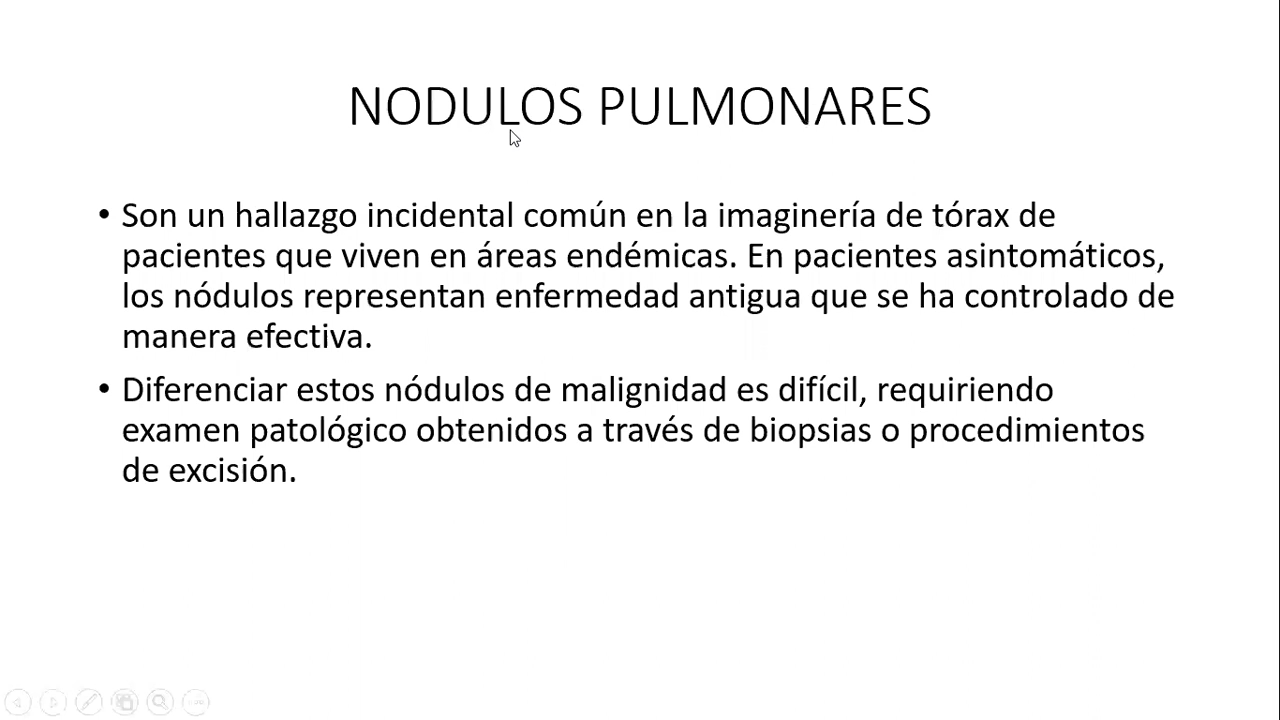 NODULOS PULMONARES
• Son un hallazgo incidental común en la imaginería de tórax de
pacientes que viven en áreas endémicas. En pacientes asintomáticos,
los nódulos representan enfermedad antigua que se ha controlado de
manera efectiva.
• Diferenciar estos nódulos de malignidad es difícil, requiriendo
examen patológico obtenidos a través de biopsias o procedimientos
de excisión.